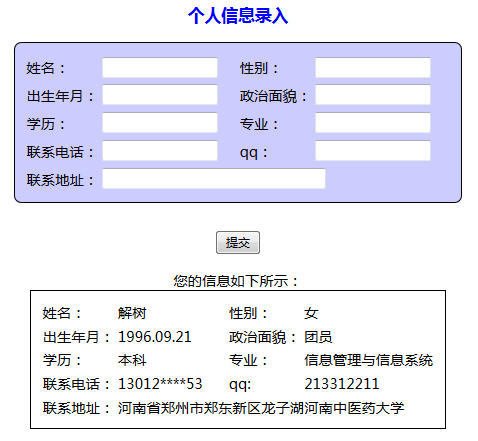 个人信息录入
姓名： 性别：
出生年月： 政治面貌：
学历： 专业：
联系电话： qq：
联系地址：
提交
您的信息如下所示：
姓名： 解树 性别： 女
出生年月： 1996.09.21 政治面貌： 团员
学历： 本科 专业： 信息管理与信息系统
联系电话： 13012****53 qq: 213312211
联系地址： 河南省郑州市郑东新区龙子湖河南中医药大学